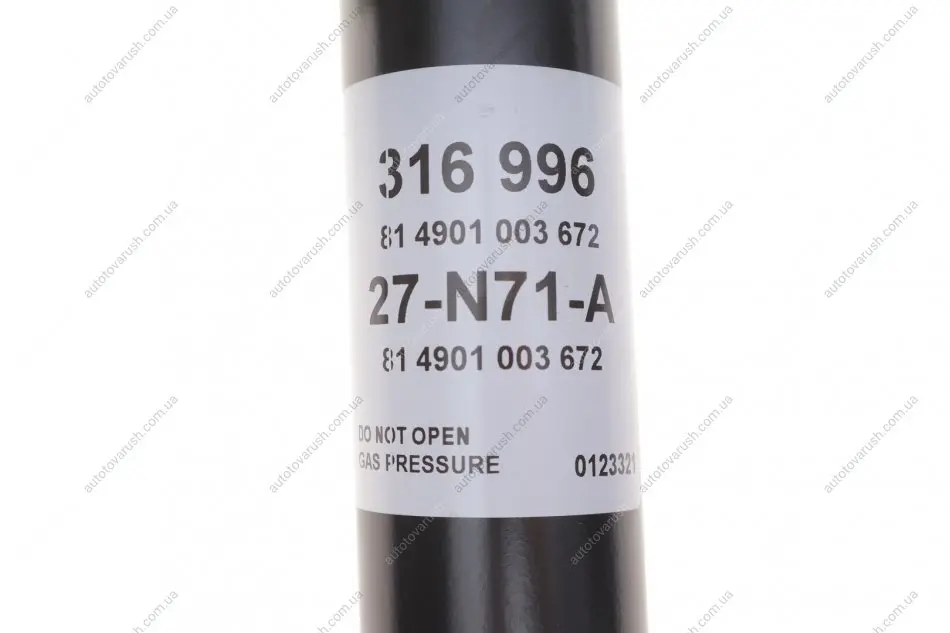 316 996
81 4901 003 672
27-N71-A
81 4901 003 672
DO NOT OPEN
GAS PRESSURE 0123321
autotovarush.com.ua